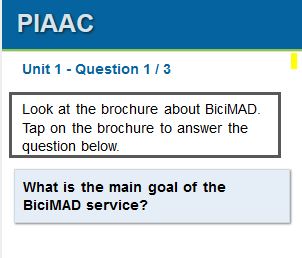 PIAAC
Unit 1 - Question 1 / 3
Look at the brochure about BiciMAD.
Tap on the brochure to answer the
question below.
What is the main goal of the
BiciMAD service?